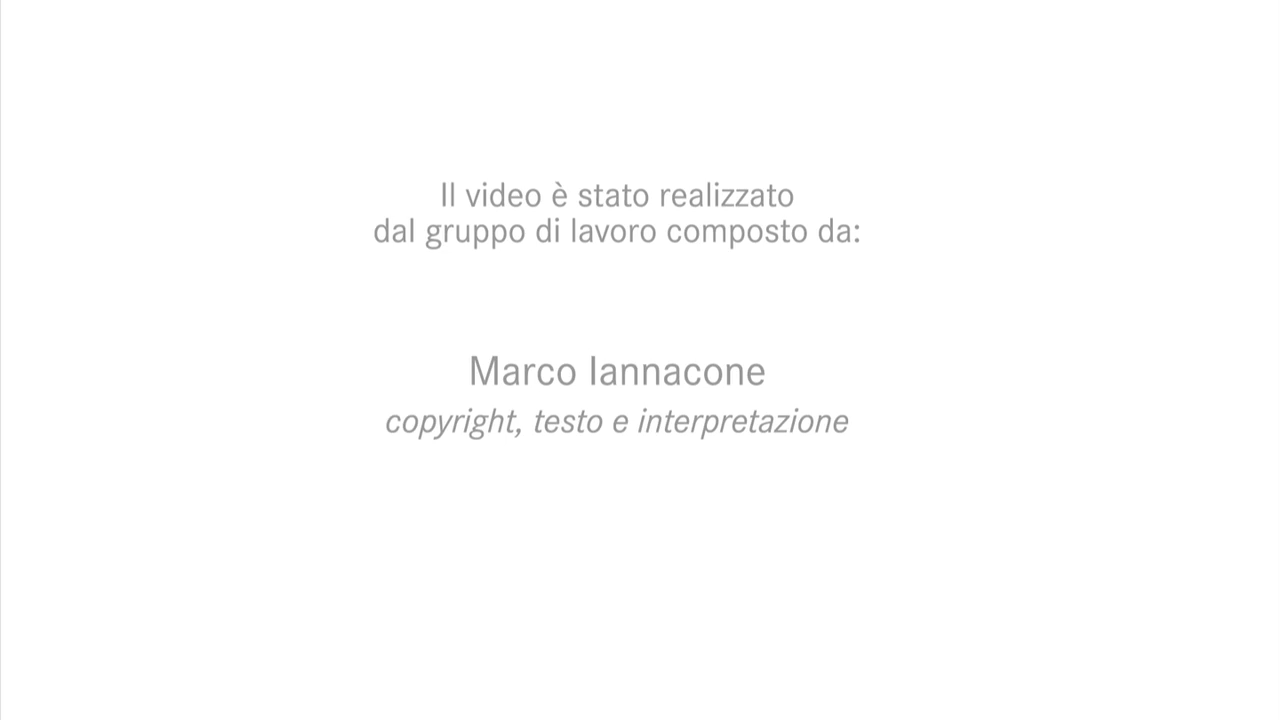 Il video è stato realizzato
dal gruppo di lavoro composto da:
Marco Iannacone
copyright, testo e interpretazione